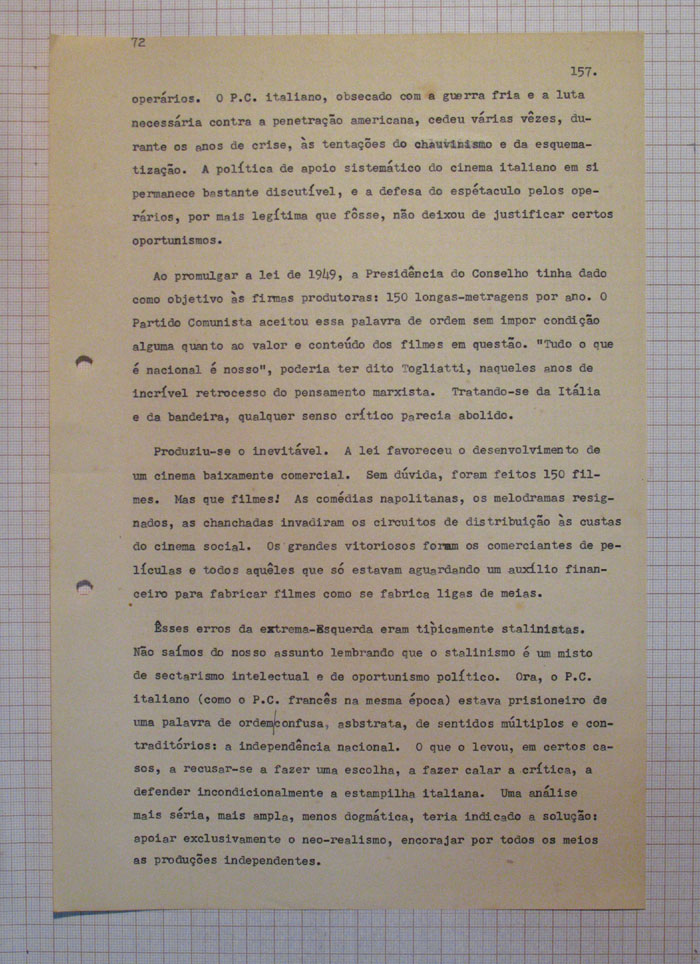 72
157.
operários. O P.C. italiano, obsecado com a guerra fria e a luta
necessária contra a penetração americana, cedeu várias vêzes, du-
rante os anos de crise, às tentações do chauvinismo e da esquema-
tização. A política de apoio sistemático do cinema italiano em si
permanece bastante discutível, e a defesa do espétaculo pelos ope-
rários, por mais legítima que fôsse, não deixou de justificar certos
oportunismos.
Ao promulgar a lei de 1949, a Presidência do Conselho tinha dado
como objetivo às firmas produtoras: 150 longas-metragens por ano. O
Partido Comunista aceitou essa palavra de ordem sem impor condição
alguma quanto ao valor e conteúdo dos filmes em questão. "Tudo o que
é nacional é nosso", poderia ter dito Togliatti, naqueles anos de
incrível retrocesso do pensamento marxista. Tratando-se da Itália
e da bandeira, qualquer senso crítico parecia abolido.
Produziu-se o inevitável. A lei favoreceu o desenvolvimento de
um cinema baixamente comercial. Sem dúvida, foram feitos 150 fil-
mes. Mas que filmes! As comédias napolitanas, os melodramas resig-
nados, as chanchadas invadiram os circuitos de distribuição às custas
do cinema social. Os grandes vitoriosos foram os comerciantes de pe-
lículas e todos aquêles que só estavam aguardando um auxílio finan-
ceiro para fabricar filmes como se fabrica ligas de meias.
Êsses erros da extrema-Esquerda eram tipicamente stalinistas.
Não saímos do nosso assunto lembrando que o stalinismo é um misto
de sectarismo intelectual e de oportunismo político. Ora, o P.C.
italiano (como o P.C. francês na mesma época) estava prisioneiro de
uma palavra de ordem confusa, asbstrata, de sentidos múltiplos e con-
traditórios: a independência nacional. O que o levou, em certos ca-
sos, a recusar-se a fazer uma escolha, a fazer calar a crítica, a
defender incondicionalmente a estampilha italiana. Uma análise
mais séria, mais ampla, menos dogmática, teria indicado a solução:
apoiar exclusivamente o neo-realismo, encorajar por todos os meios
as produções independentes.